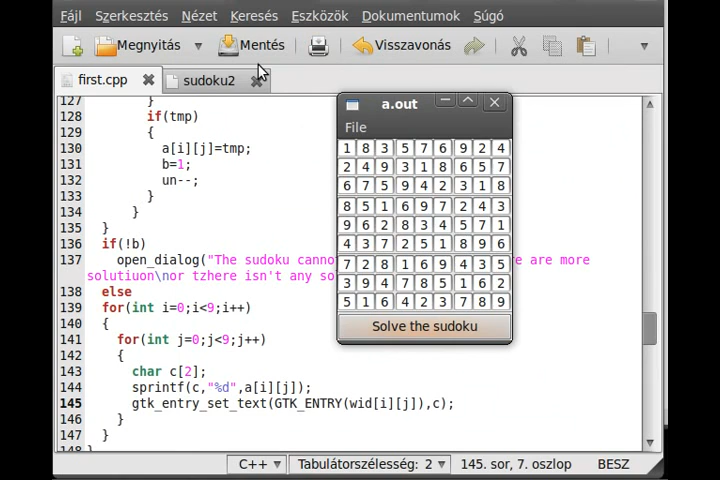 Fájl Szerkesztés Nézet Keresés Eszközök Dokumentumok Súgó
Megnyitás Mentés Visszavonás
first.cpp sudoku2
127 }
128 if(tmp)
129 {
130 a[i][j]=tmp;
131 b=1;
132 un--;
133 }
134 }
135 }
136 if(!b)
137 open_dialog("The sudoku canno e are more
solutiuon\nor tzhere isn't any so
138 else
139 for(int i=0;i<9;i++)
140 {
141 for(int j=0;j<9;j++)
142 {
143 char c[2];
144 sprintf(c,"%d",a[i][j]);
145 gtk_entry_set_text(GTK_ENTRY(wid[i][j]),c);
146 }
147 }
148 }
a.out
File
1 8 3 5 7 6 9 2 4
2 4 9 3 1 8 6 5 7
6 7 5 9 4 2 3 1 8
8 5 1 6 9 7 2 4 3
9 6 2 8 3 4 5 7 1
4 3 7 2 5 1 8 9 6
7 2 8 1 6 9 4 3 5
3 9 4 7 8 5 1 6 2
5 1 6 4 2 3 7 8 9
Solve the sudoku
C++ Tabulátorszélesség: 2 145. sor, 7. oszlop BESZ